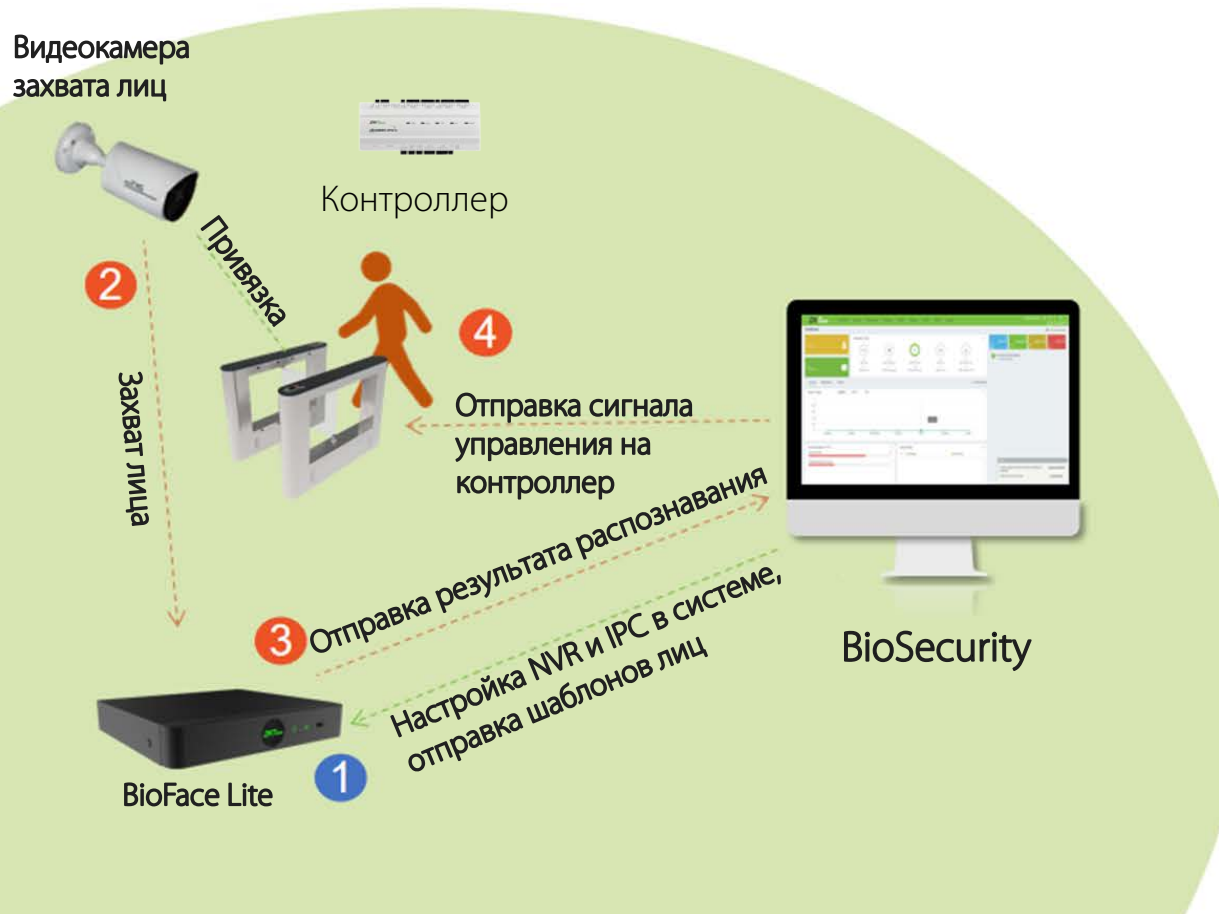 Видеокамера
захвата лиц
Контроллер
Привязка
2
4
Захват лица
Отправка сигнала
управления на
контроллер
3
Отправка результата распознавания
Настройка NVR и IPC в системе,
отправка шаблонов лиц
BioSecurity
1
BioFace Lite